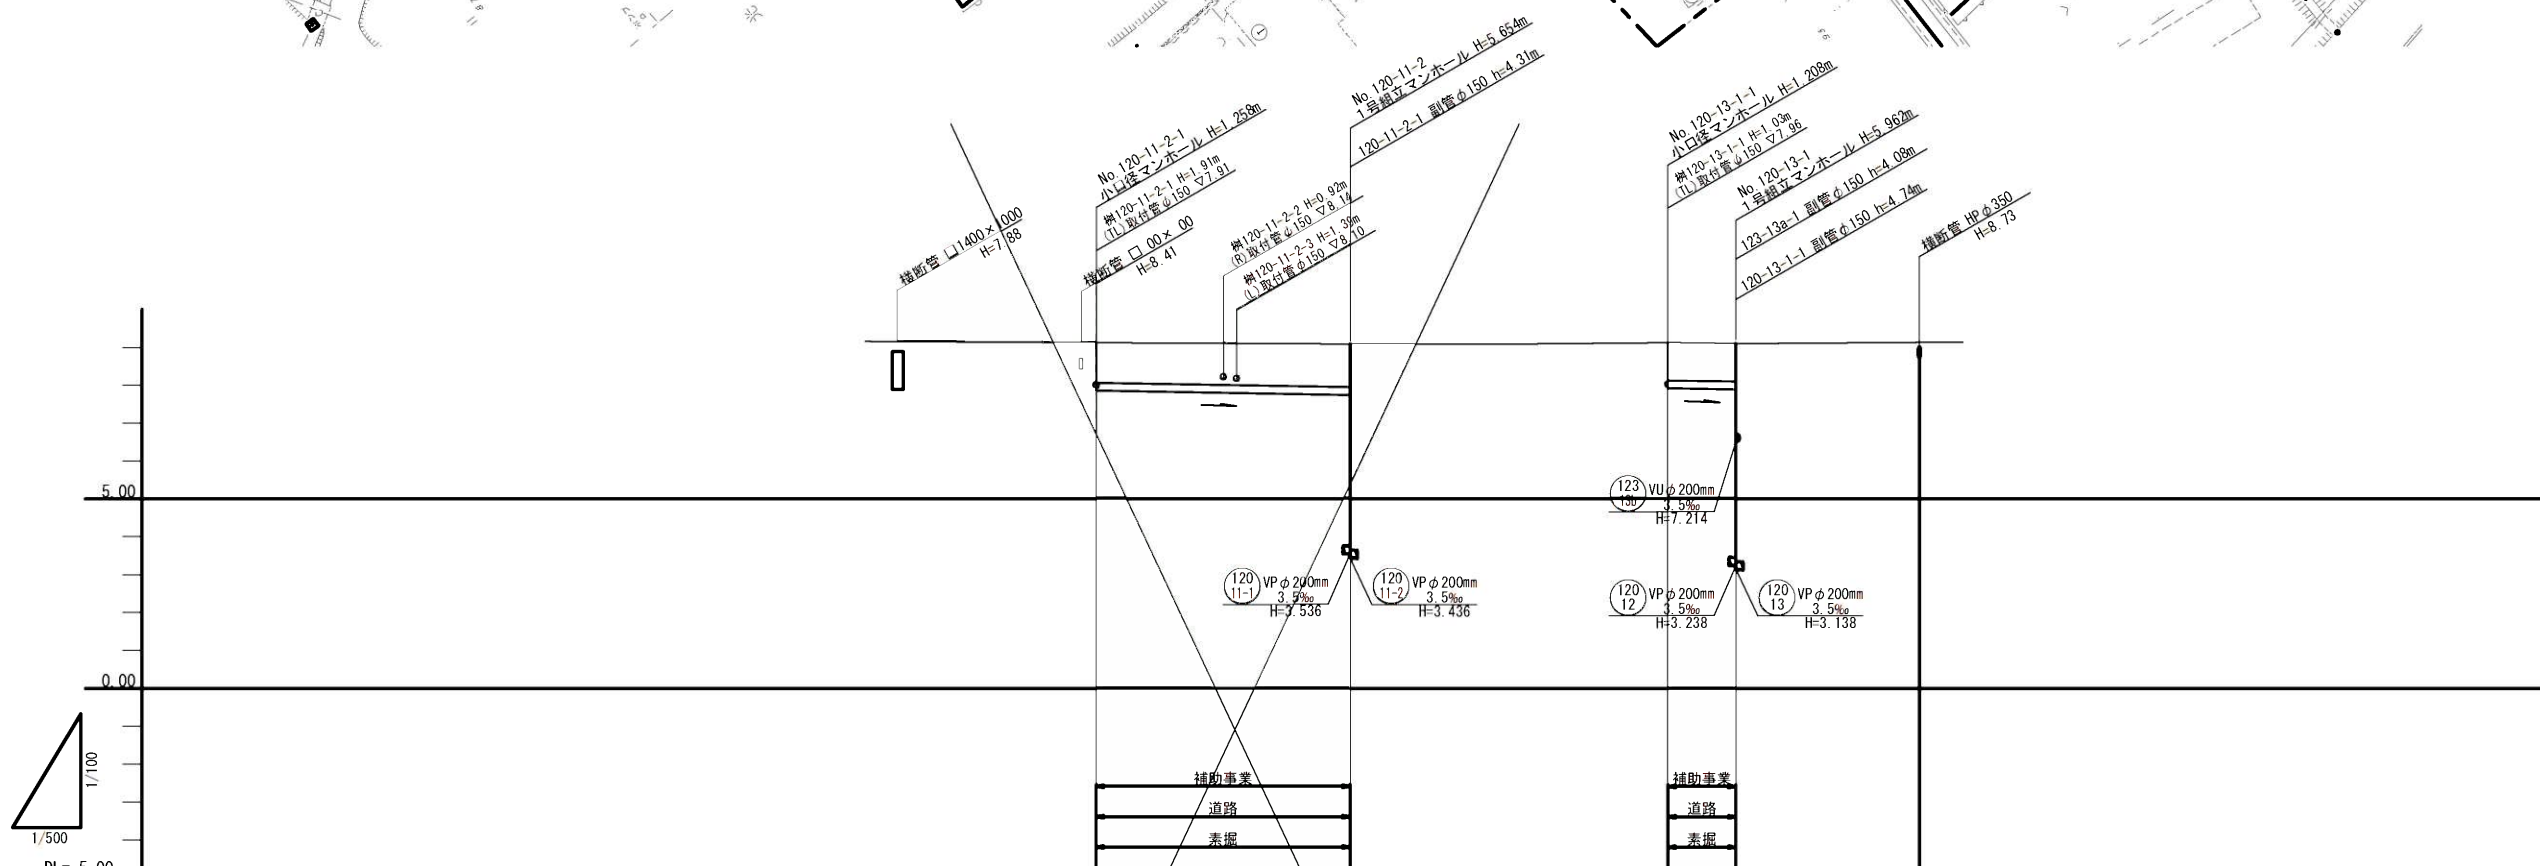 No.120-11-2
1号組立マンホール H=5.654m
120-11-2-1 副管φ150 h=4.31m
No.120-11-2-1
小口径マンホール H=1.258m
桝120-11-2-1 H=1.91m
(TL)取付管φ150 ▽7.91
横断管 □1400×1000
H=7.88
横断管 □ 00× 00
H=8.41
桝120-11-2-2 H=0.92m
(R)取付管φ150 ▽8.14
桝120-11-2-3 H=1.39m
(L)取付管φ150 ▽8.10
No.120-13-1-1
小口径マンホール H=1.208m
桝120-13-1-1 H=1.03m
(TL)取付管φ150 ▽7.96
No.120-13-1
1号組立マンホール H=5.962m
123-13a-1 副管φ150 h=4.08m
120-13-1-1 副管φ150 h=4.74m
横断管 HPφ350
H=8.73
5.00
123
13b
VUφ200mm
3.5‰
H=7.214
120
11-1
VPφ200mm
3.5‰
H=3.536
120
11-2
VPφ200mm
3.5‰
H=3.436
120
12
VPφ200mm
3.5‰
H=3.238
120
13
VPφ200mm
3.5‰
H=3.138
0.00
1/100
1/500
補助事業
道路
素掘
補助事業
道路
素掘